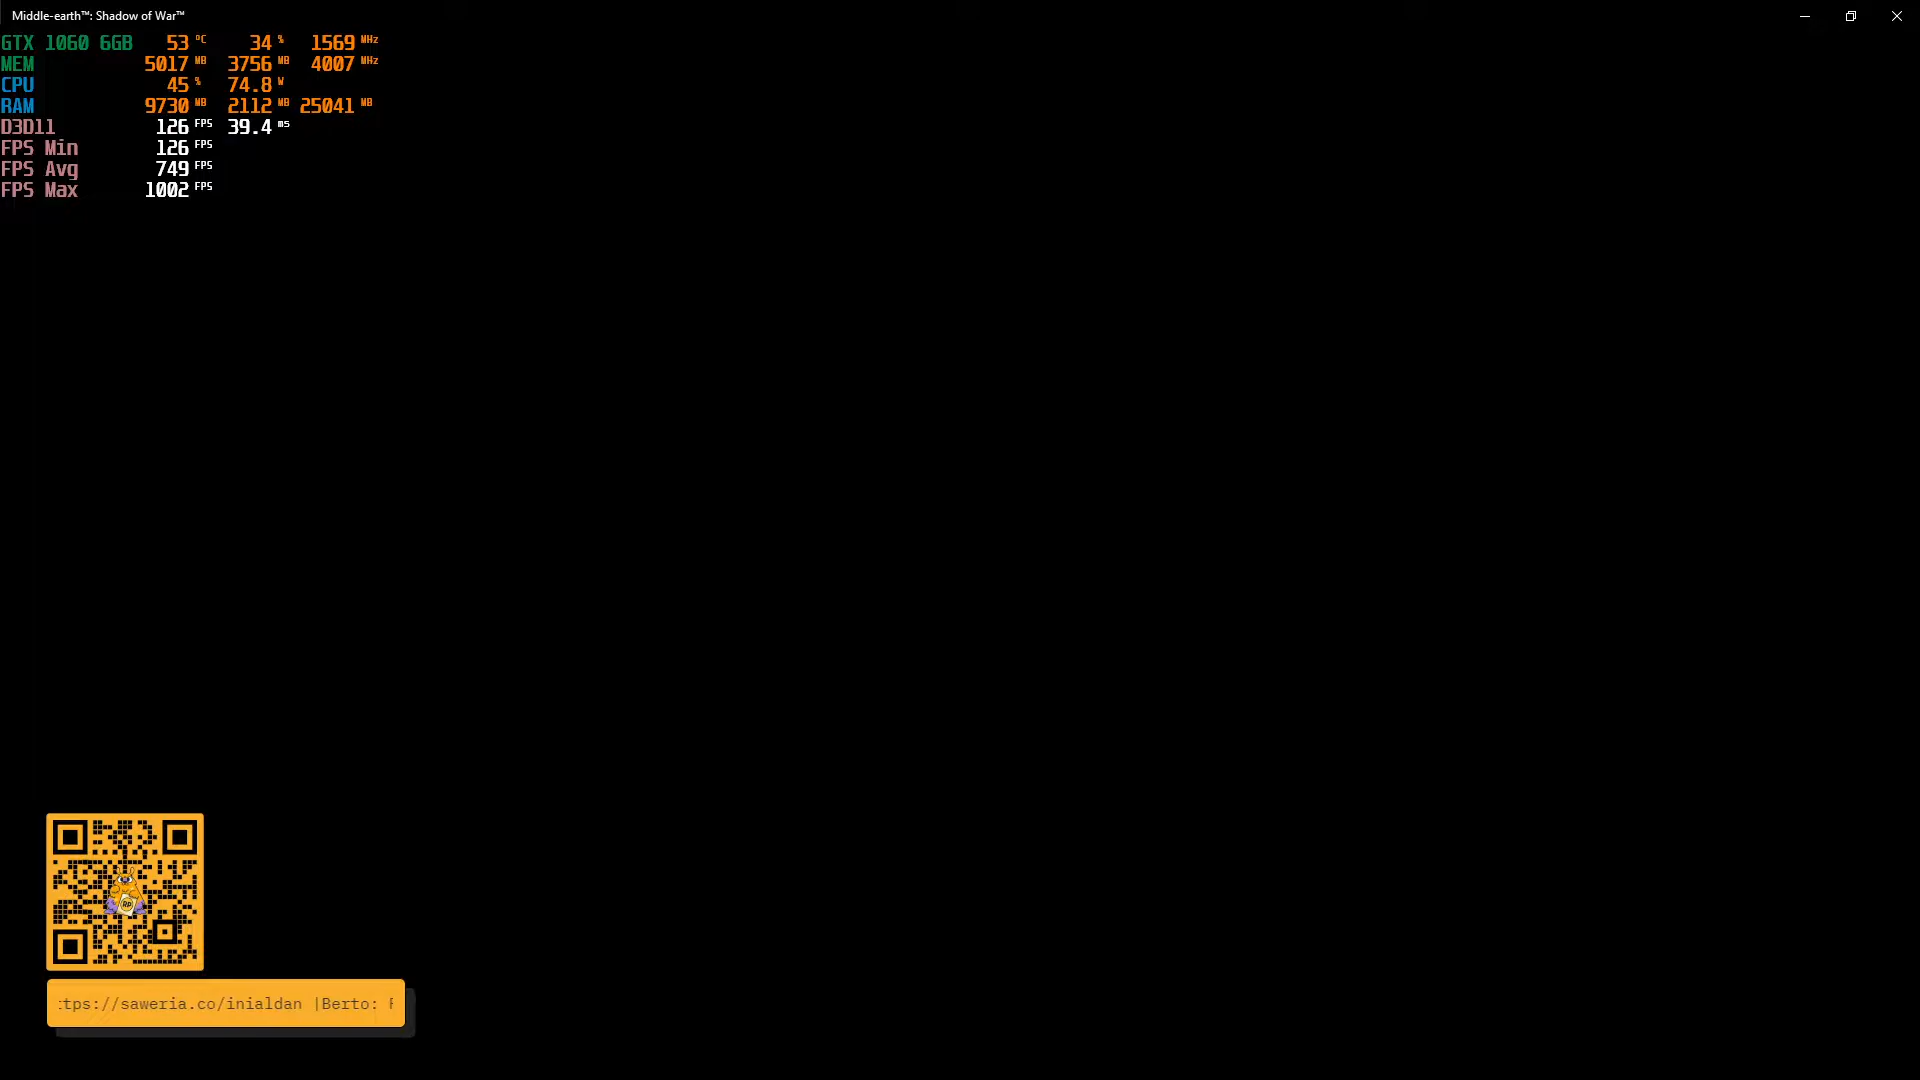 Middle-earth™: Shadow of War™
GTX 1060 6GB 53 °C 34 % 1569 MHz
MEM 5017 MB 3756 MB 4007 MHz
CPU 45 % 74.8 W
RAM 9730 MB 2112 MB 25041 MB
D3D11 126 FPS 39.4 ms
FPS Min 126 FPS
FPS Avg 749 FPS
FPS Max 1002 FPS
RP
tps://saweria.co/inialdan |Berto: